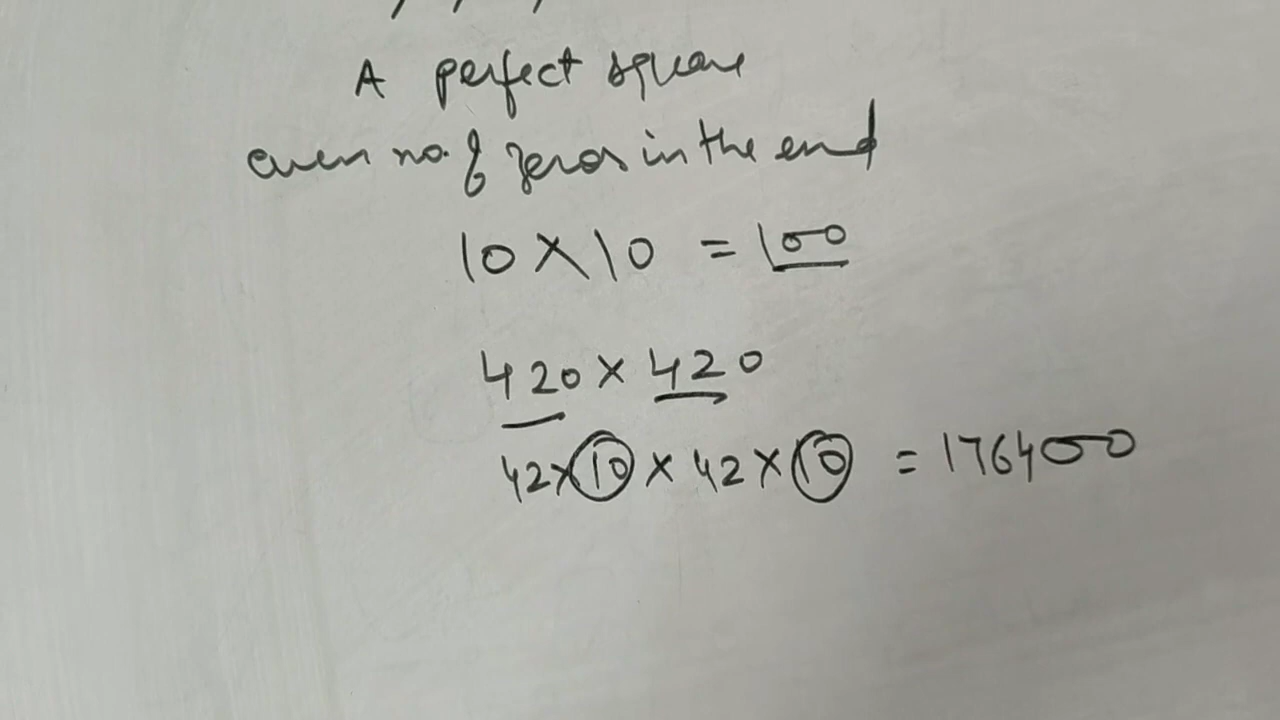 A perfect square
even no. of zeros in the end
10 × 10 = 100
420 × 420
42 × 10 × 42 × 10 = 176400